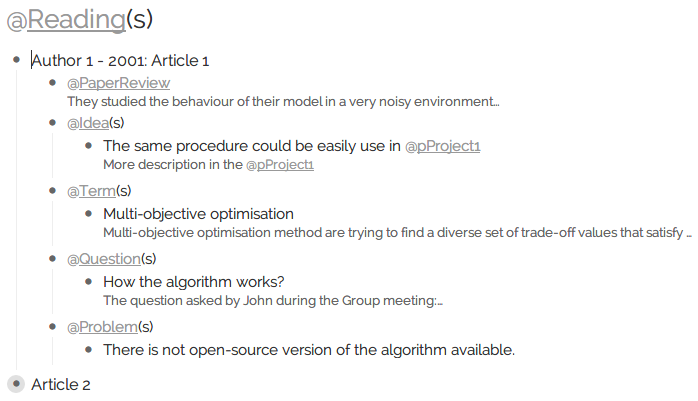 @Reading(s)
Author 1 - 2001: Article 1
@PaperReview
They studied the behaviour of their model in a very noisy environment...
@Idea(s)
The same procedure could be easily use in @pProject1
More description in the @pProject1
@Term(s)
Multi-objective optimisation
Multi-objective optimisation method are trying to find a diverse set of trade-off values that satisfy ...
@Question(s)
How the algorithm works?
The question asked by John during the Group meeting:...
@Problem(s)
There is not open-source version of the algorithm available.
Article 2